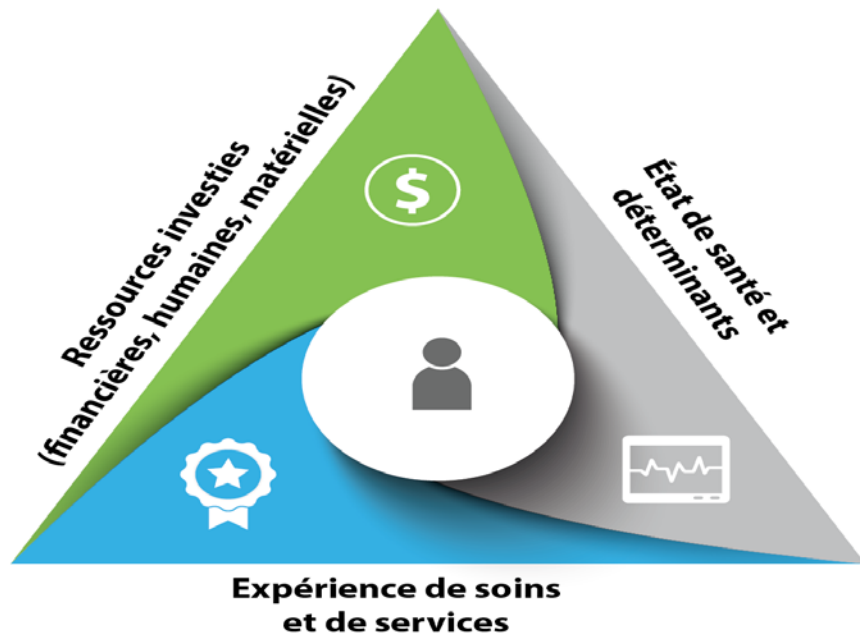 Ressources investies
(financières, humaines, matérielles)
$
État de santé et
déterminants
Expérience de soins
et de services